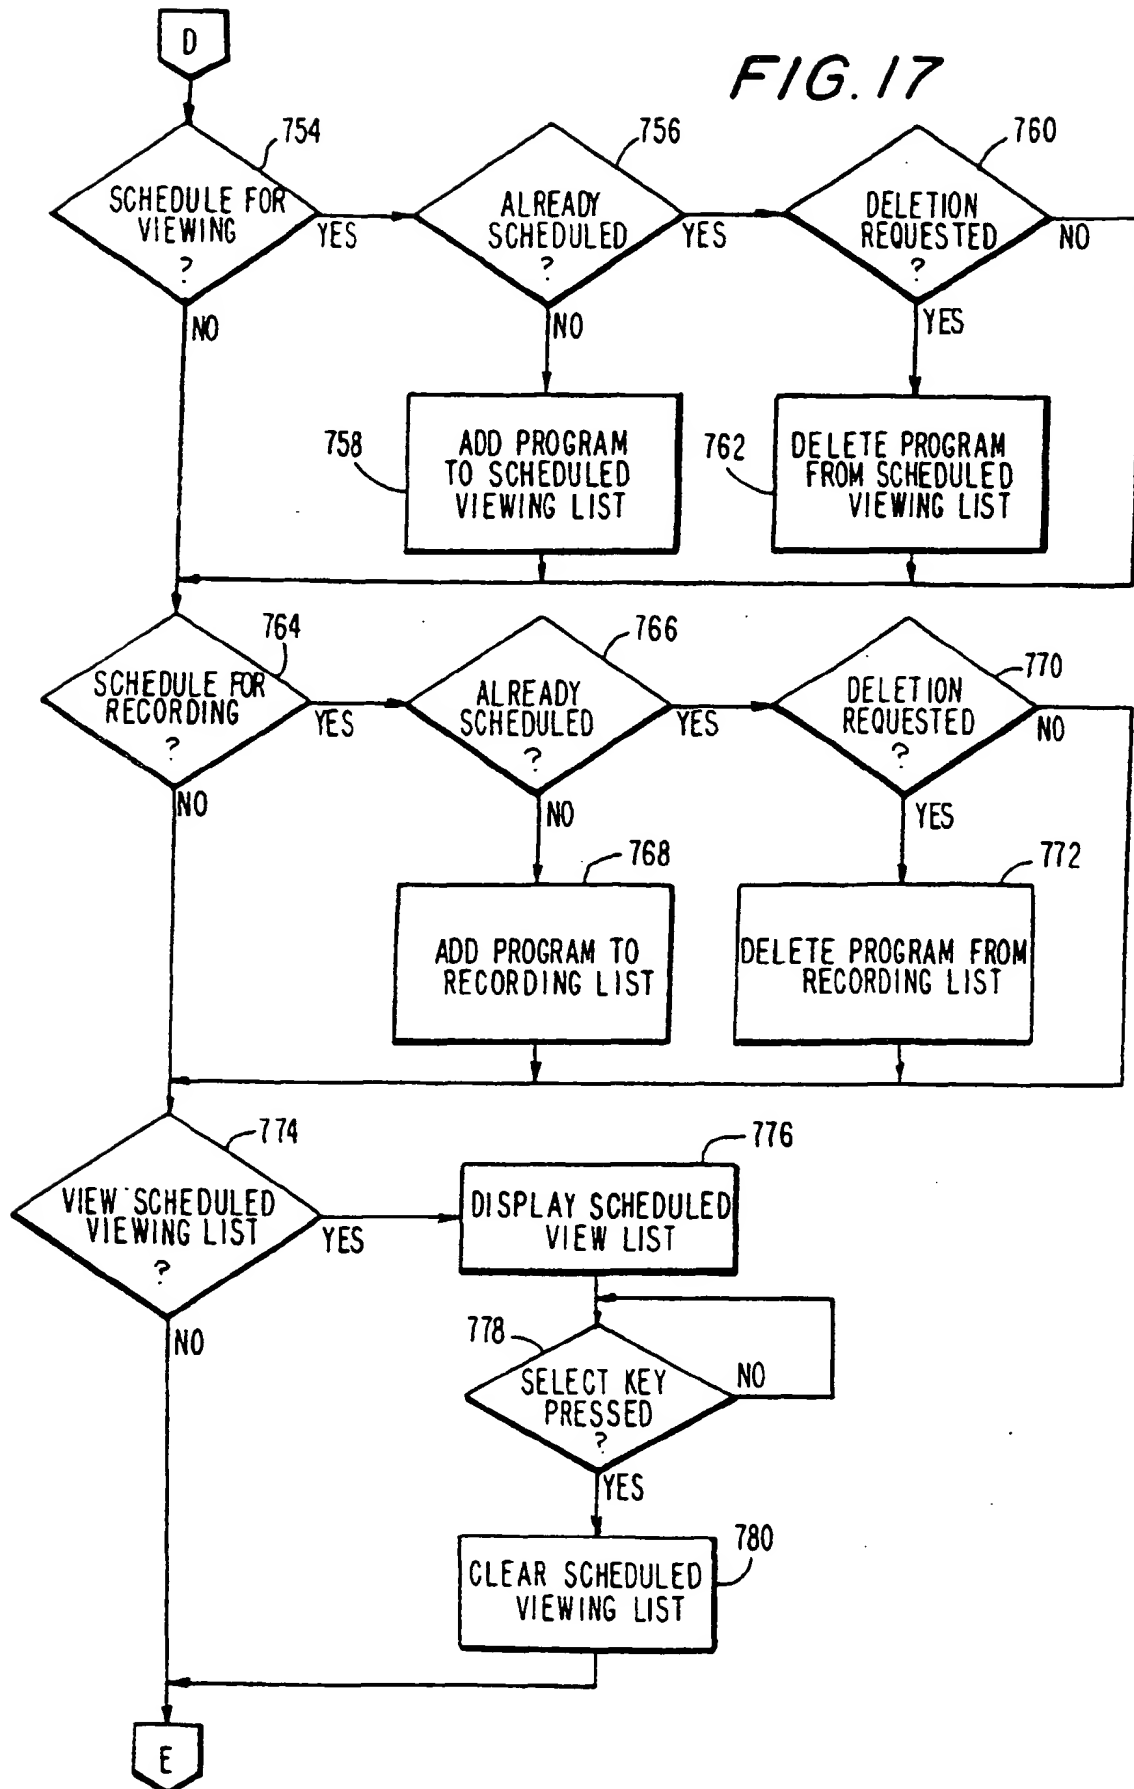 D
FIG. 17
754
SCHEDULE FOR
VIEWING
?
YES
NO
756
ALREADY
SCHEDULED
?
YES
NO
760
DELETION
REQUESTED
?
NO
YES
758
ADD PROGRAM
TO SCHEDULED
VIEWING LIST
762
DELETE PROGRAM
FROM SCHEDULED
VIEWING LIST
764
SCHEDULE FOR
RECORDING
?
YES
NO
766
ALREADY
SCHEDULED
?
YES
NO
770
DELETION
REQUESTED
?
NO
YES
768
ADD PROGRAM TO
RECORDING LIST
772
DELETE PROGRAM FROM
RECORDING LIST
774
VIEW SCHEDULED
VIEWING LIST
?
YES
NO
776
DISPLAY SCHEDULED
VIEW LIST
778
SELECT KEY
PRESSED
?
NO
YES
780
CLEAR SCHEDULED
VIEWING LIST
E